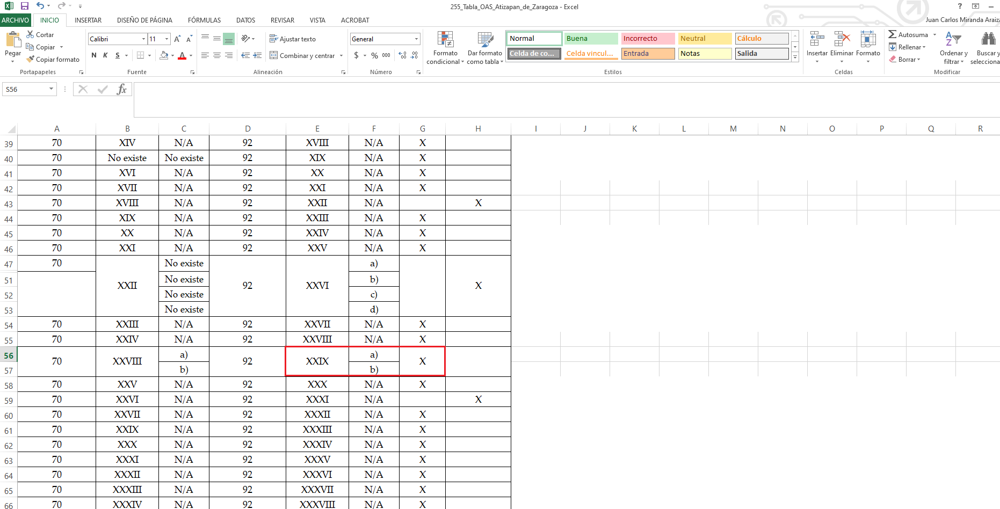 255_Tabla_OAS_Atizapan_de_Zaragoza - Excel
?
ARCHIVO INICIO INSERTAR DISEÑO DE PÁGINA FÓRMULAS DATOS REVISAR VISTA ACROBAT Juan Carlos Miranda Araiza
Pegar
Cortar
Copiar
Copiar formato
Portapapeles
Calibri 11
N K S
Fuente
Ajustar texto
Combinar y centrar
Alineación
General
$ % 000
Número
Formato condicional
Dar formato como tabla
Normal Buena Incorrecto Neutral Cálculo
Celda de co... Celda vincul... Entrada Notas Salida
Estilos
Insertar Eliminar Formato
Celdas
Autosuma
Rellenar
Borrar
Ordenar y filtrar
Buscar y selecciona
Modificar
S56 fx
A B C D E F G H I J K L M N O P Q R
39 70 XIV N/A 92 XVIII N/A X
40 70 No existe No existe 92 XIX N/A X
41 70 XVI N/A 92 XX N/A X
42 70 XVII N/A 92 XXI N/A X
43 70 XVIII N/A 92 XXII N/A X
44 70 XIX N/A 92 XXIII N/A X
45 70 XX N/A 92 XXIV N/A X
46 70 XXI N/A 92 XXV N/A X
47 70 No existe a)
51 XXII No existe 92 XXVI b) X
52 No existe c)
53 No existe d)
54 70 XXIII N/A 92 XXVII N/A X
55 70 XXIV N/A 92 XXVIII N/A X
56 70 XXVIII a) 92 XXIX a) X
57 b) b)
58 70 XXV N/A 92 XXX N/A X
59 70 XXVI N/A 92 XXXI N/A X
60 70 XXVII N/A 92 XXXII N/A X
61 70 XXIX N/A 92 XXXIII N/A X
62 70 XXX N/A 92 XXXIV N/A X
63 70 XXXI N/A 92 XXXV N/A X
64 70 XXXII N/A 92 XXXVI N/A X
65 70 XXXIII N/A 92 XXXVII N/A X
66 70 XXXIV N/A 92 XXXVIII N/A X